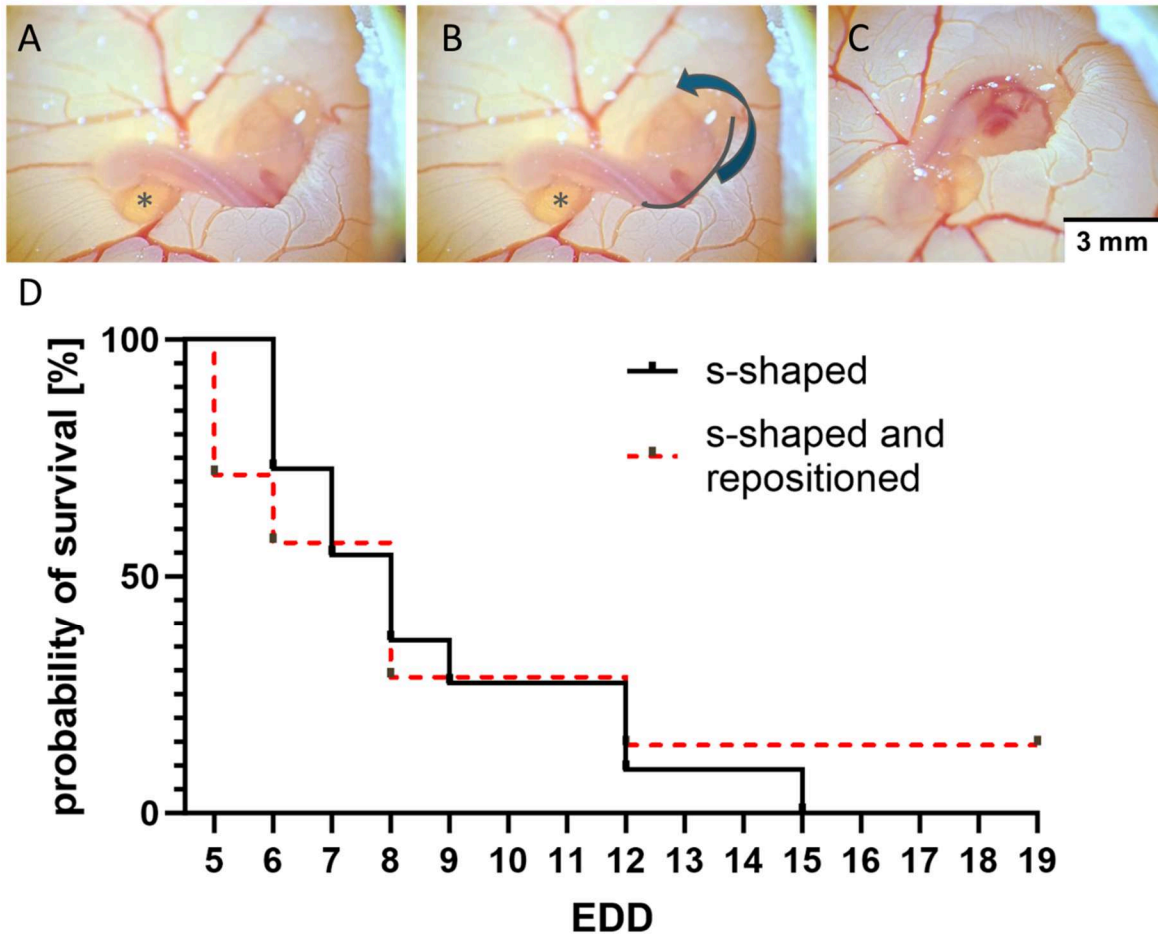 A
B
C
*
*
3 mm
D
probability of survival [%]
100
50
0
s-shaped
s-shaped and
repositioned
5 6 7 8 9 10 11 12 13 14 15 16 17 18 19
EDD